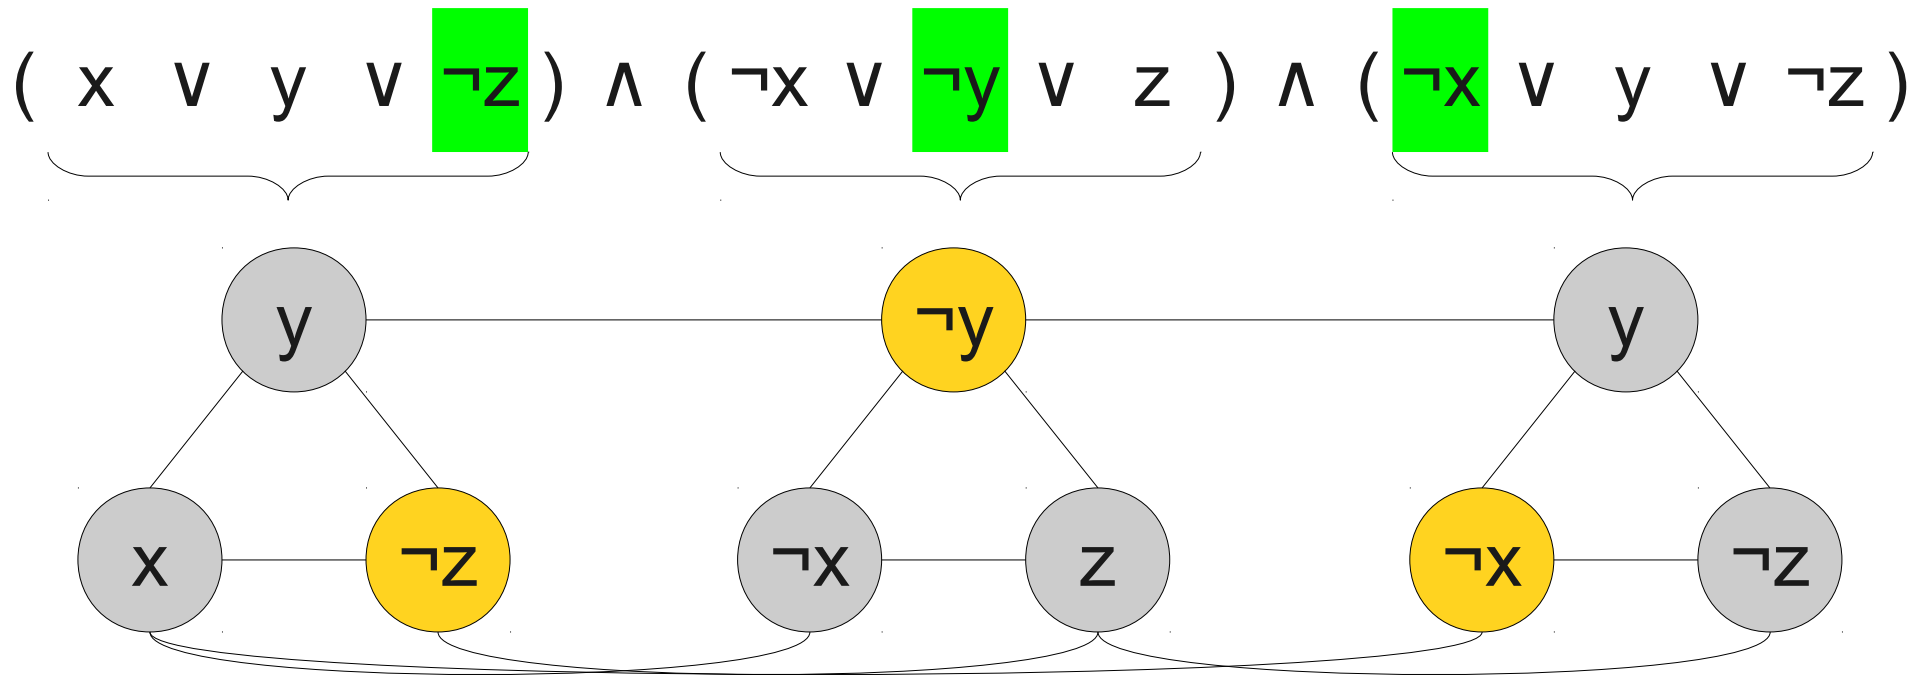 ( x ∨ y ∨ ¬z ) ∧ ( ¬x ∨ ¬y ∨ z ) ∧ ( ¬x ∨ y ∨ ¬z )
y ¬y y
x ¬z ¬x z ¬x ¬z